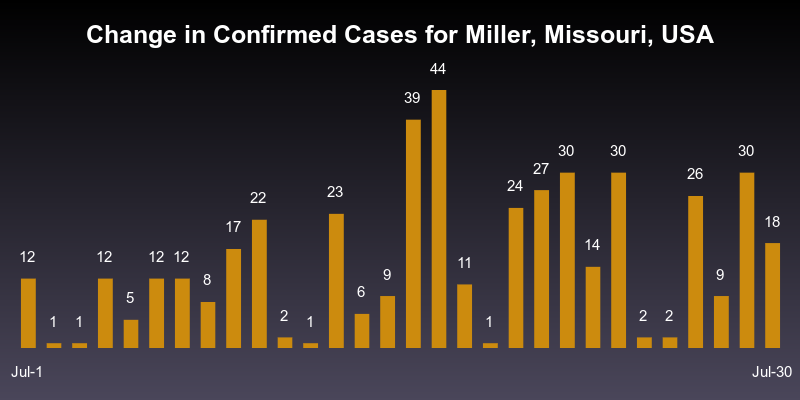 Change in Confirmed Cases for Miller, Missouri, USA
12 1 1 12 5 12 12 8 17 22 2 1 23 6 9 39 44 11 1 24 27 30 14 30 2 2 26 9 30 18
Jul-1 Jul-30